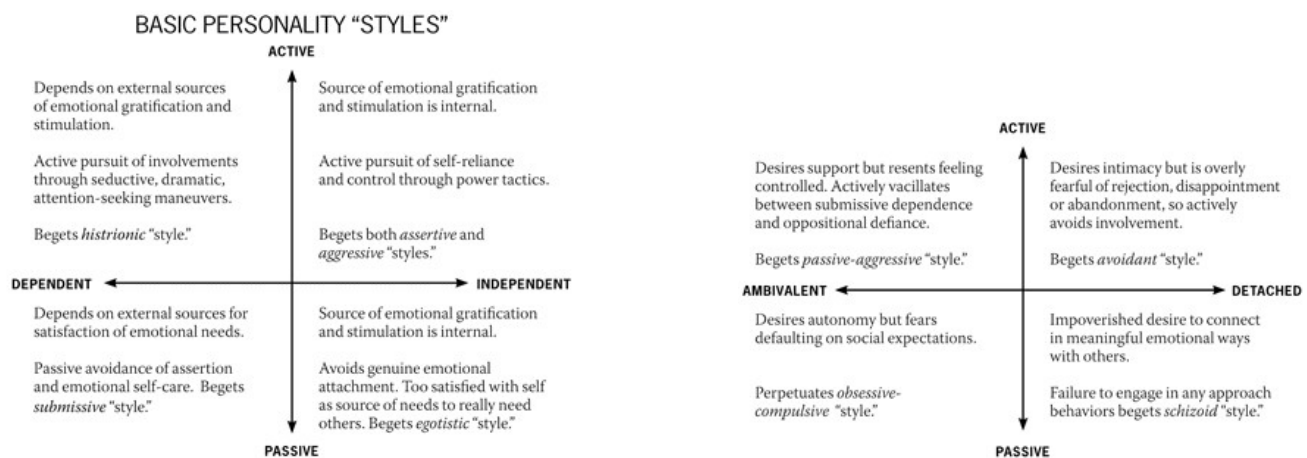 BASIC PERSONALITY “STYLES”
ACTIVE
Depends on external sources
of emotional gratification and
stimulation.
Active pursuit of involvements
through seductive, dramatic,
attention-seeking maneuvers.
Begets histrionic “style.”
Source of emotional gratification
and stimulation is internal.
Active pursuit of self-reliance
and control through power tactics.
Begets both assertive and
aggressive “styles.”
DEPENDENT
INDEPENDENT
Depends on external sources for
satisfaction of emotional needs.
Passive avoidance of assertion
and emotional self-care. Begets
submissive “style.”
Source of emotional gratification
and stimulation is internal.
Avoids genuine emotional
attachment. Too satisfied with self
as source of needs to really need
others. Begets egotistic “style.”
PASSIVE
ACTIVE
Desires support but resents feeling
controlled. Actively vacillates
between submissive dependence
and oppositional defiance.
Begets passive-aggressive “style.”
Desires intimacy but is overly
fearful of rejection, disappointment
or abandonment, so actively
avoids involvement.
Begets avoidant “style.”
AMBIVALENT
DETACHED
Desires autonomy but fears
defaulting on social expectations.
Perpetuates obsessive-
compulsive “style.”
Impoverished desire to connect
in meaningful emotional ways
with others.
Failure to engage in any approach
behaviors begets schizoid “style.”
PASSIVE